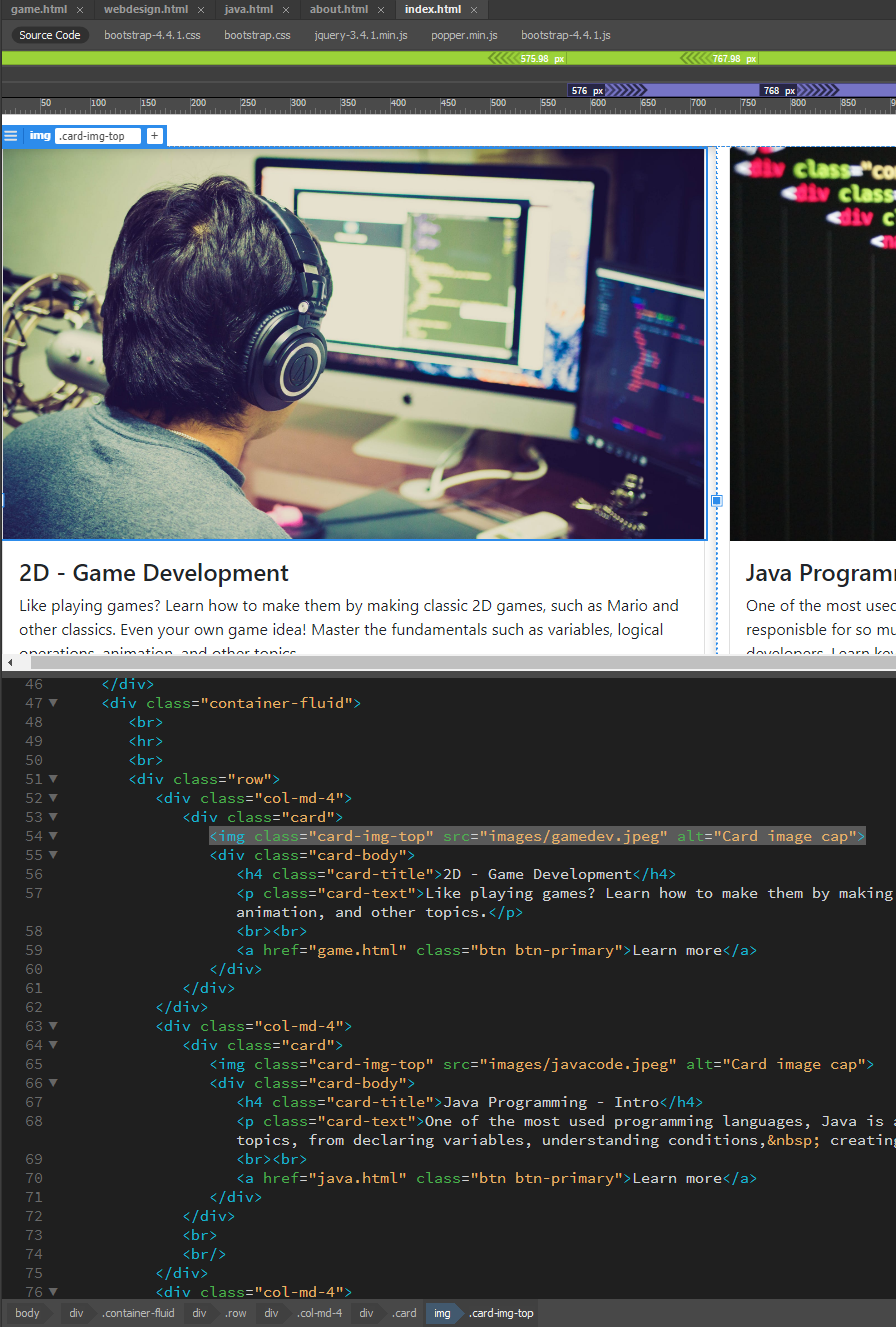 game.html × webdesign.html × java.html × about.html × index.html ×
Source Code bootstrap-4.4.1.css bootstrap.css jquery-3.4.1.min.js popper.min.js bootstrap-4.4.1.js
575.98 px 767.98 px
576 px 768 px
50 100 150 200 250 300 350 400 450 500 550 600 650 700 750 800 850
img .card-img-top +
<div class="co
<div class
<div c
<n
2D - Game Development
Like playing games? Learn how to make them by making classic 2D games, such as Mario and
other classics. Even your own game idea! Master the fundamentals such as variables, logical
operations, animation, and other topics.
Java Program
One of the most used
responisble for so mu
developers. Learn key
46 </div>
47 <div class="container-fluid">
48 <br>
49 <hr>
50 <br>
51 <div class="row">
52 <div class="col-md-4">
53 <div class="card">
54 <img class="card-img-top" src="images/gamedev.jpeg" alt="Card image cap">
55 <div class="card-body">
56 <h4 class="card-title">2D - Game Development</h4>
57 <p class="card-text">Like playing games? Learn how to make them by making
animation, and other topics.</p>
58 <br><br>
59 <a href="game.html" class="btn btn-primary">Learn more</a>
60 </div>
61 </div>
62 </div>
63 <div class="col-md-4">
64 <div class="card">
65 <img class="card-img-top" src="images/javacode.jpeg" alt="Card image cap">
66 <div class="card-body">
67 <h4 class="card-title">Java Programming - Intro</h4>
68 <p class="card-text">One of the most used programming languages, Java is a
topics, from declaring variables, understanding conditions,&nbsp; creating
69 <br><br>
70 <a href="java.html" class="btn btn-primary">Learn more</a>
71 </div>
72 </div>
73 <br>
74 <br/>
75 </div>
76 <div class="col-md-4">
body div .container-fluid div .row div .col-md-4 div .card img .card-img-top